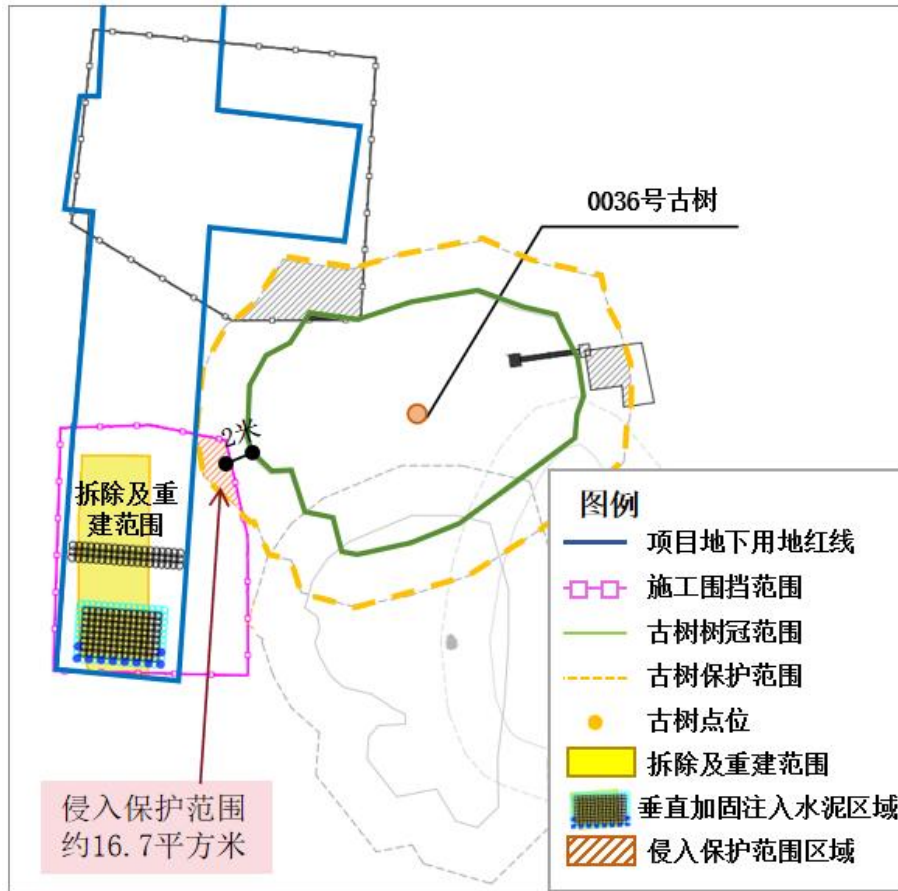 0036号古树
2米
拆除及重
建范围
侵入保护范围
约16.7平方米
图例
项目地下用地红线
施工围挡范围
古树树冠范围
古树保护范围
古树点位
拆除及重建范围
垂直加固注入水泥区域
侵入保护范围区域